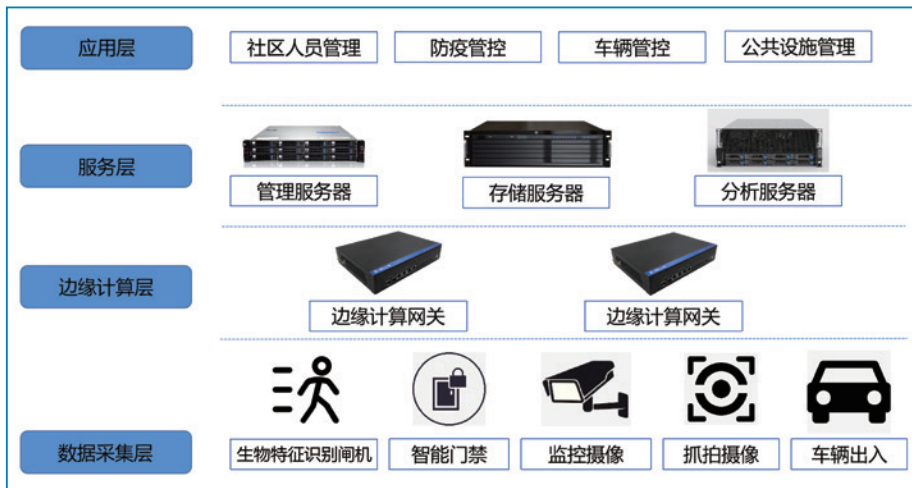 应用层
社区人员管理
防疫管控
车辆管控
公共设施管理
服务层
管理服务器
存储服务器
分析服务器
边缘计算层
边缘计算网关
边缘计算网关
数据采集层
生物特征识别闸机
智能门禁
监控摄像
抓拍摄像
车辆出入